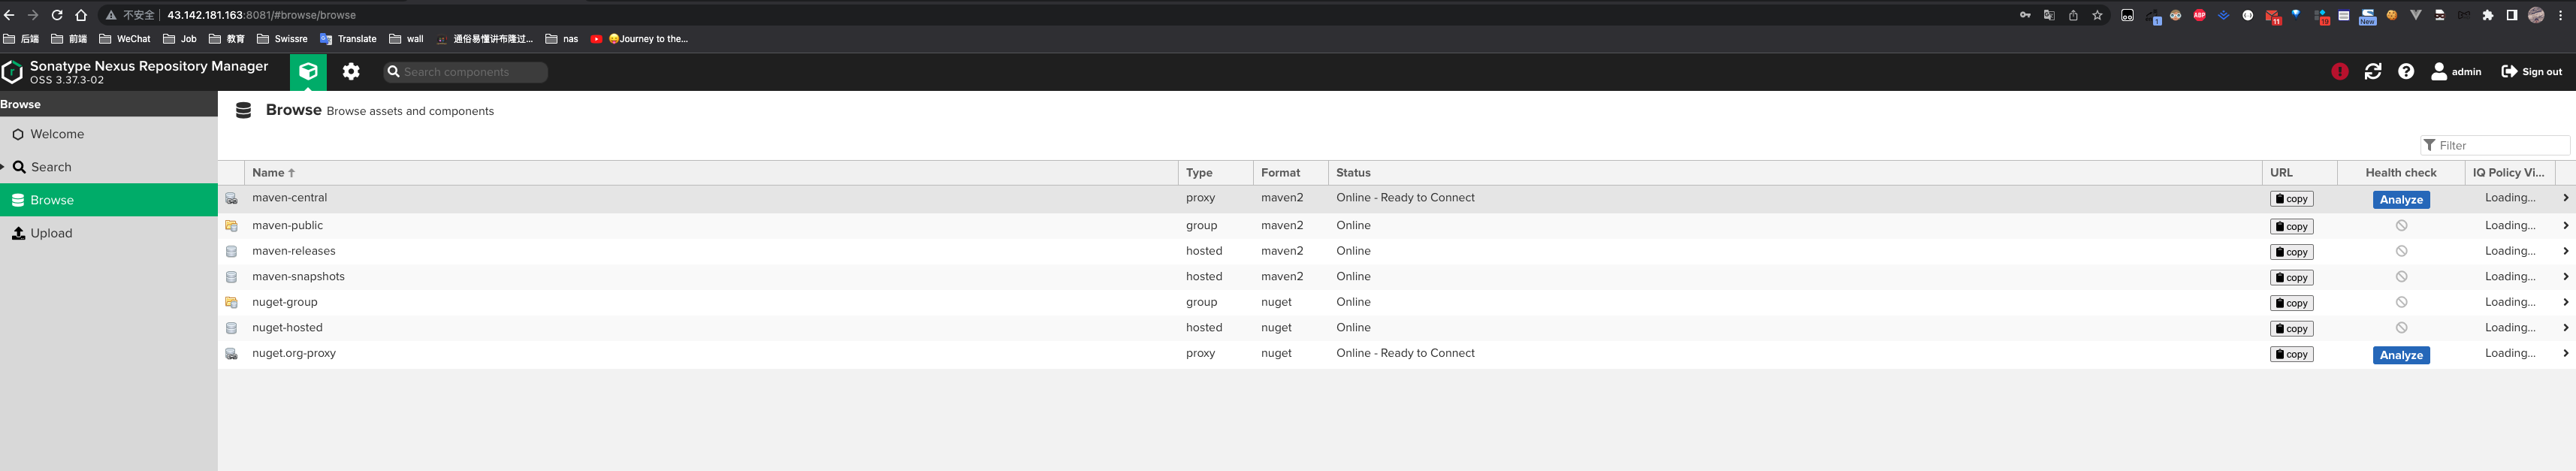 不安全 43.142.181.163:8081/#browse/browse
1 ABP 11 19 New
后端 前端 WeChat Job 教育 Swissre Translate wall 通俗易懂讲布隆过... nas 😄Journey to the...
Sonatype Nexus Repository Manager
OSS 3.37.3-02
Search components
admin Sign out
Browse
Welcome
Search
Browse
Upload
Browse Browse assets and components
Filter
Name Type Format Status URL Health check IQ Policy Vi...
maven-central proxy maven2 Online - Ready to Connect copy Analyze Loading...
maven-public group maven2 Online copy Loading...
maven-releases hosted maven2 Online copy Loading...
maven-snapshots hosted maven2 Online copy Loading...
nuget-group group nuget Online copy Loading...
nuget-hosted hosted nuget Online copy Loading...
nuget.org-proxy proxy nuget Online - Ready to Connect copy Analyze Loading...